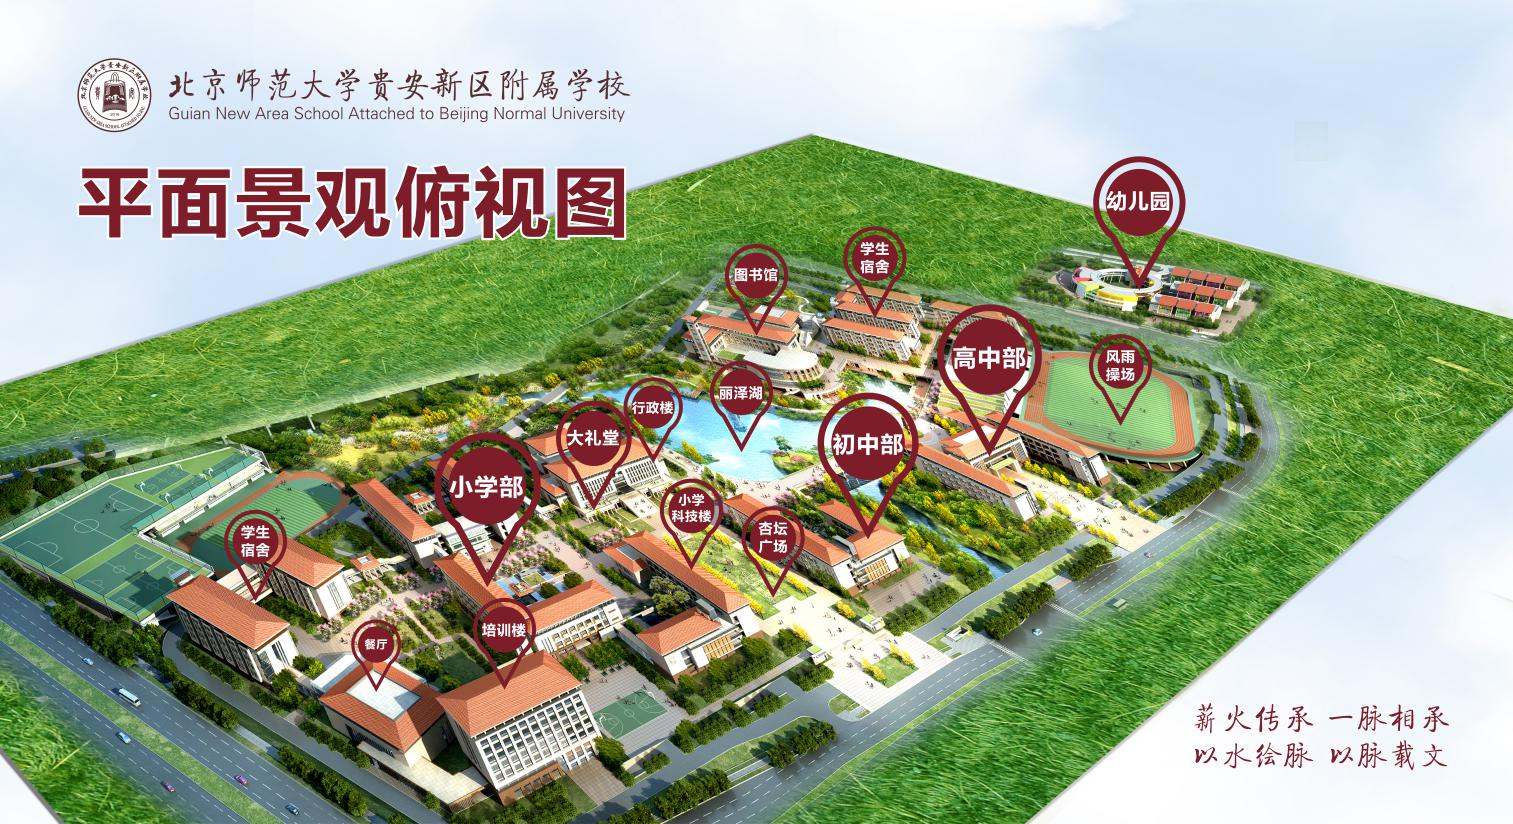 北京师范大学贵安新区附属学校
Guian New Area School Attached to Beijing Normal University
平面景观俯视图
幼儿园
图书馆
学生
宿舍
高中部
风雨
操场
行政楼
丽泽湖
大礼堂
初中部
小学部
小学
科技楼
杏坛
广场
学生
宿舍
培训楼
餐厅
薪火传承 一脉相承
以水绘脉 以脉载文